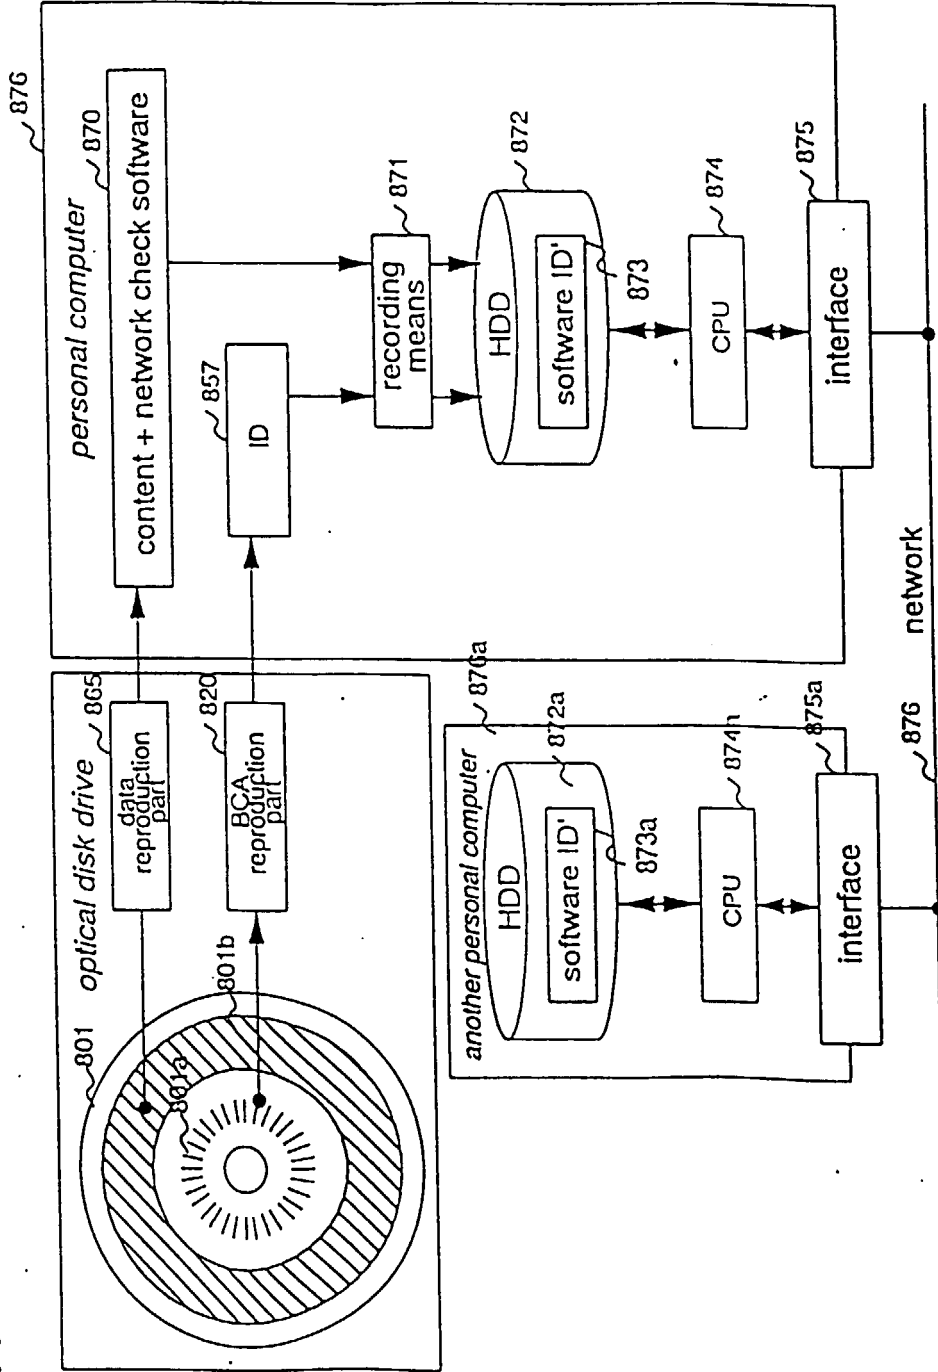 876
personal computer
870
content + network check software
857
ID
871
recording
means
872
HDD
software ID'
873
874
CPU
875
interface
optical disk drive
865
data
reproduction
part
820
BCA
reproduction
part
801
801a
801b
another personal computer
876a
HDD
872a
software ID'
873a
CPU
875a
interface
876
network